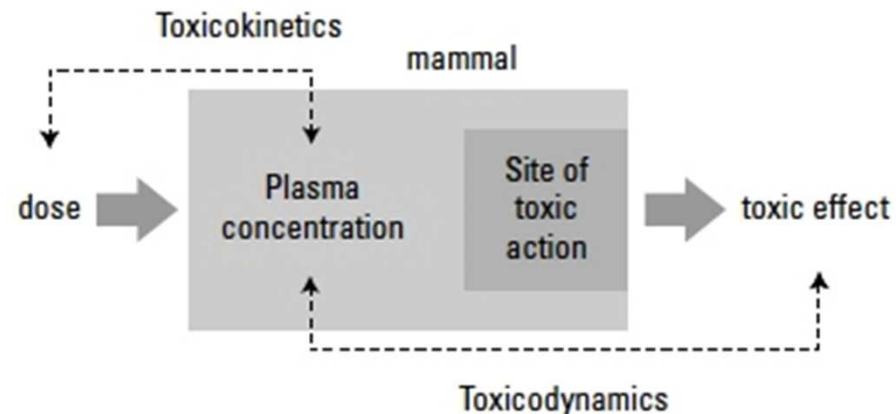 Toxicokinetics
mammal
dose
Plasma
concentration
Site of
toxic
action
toxic effect
Toxicodynamics